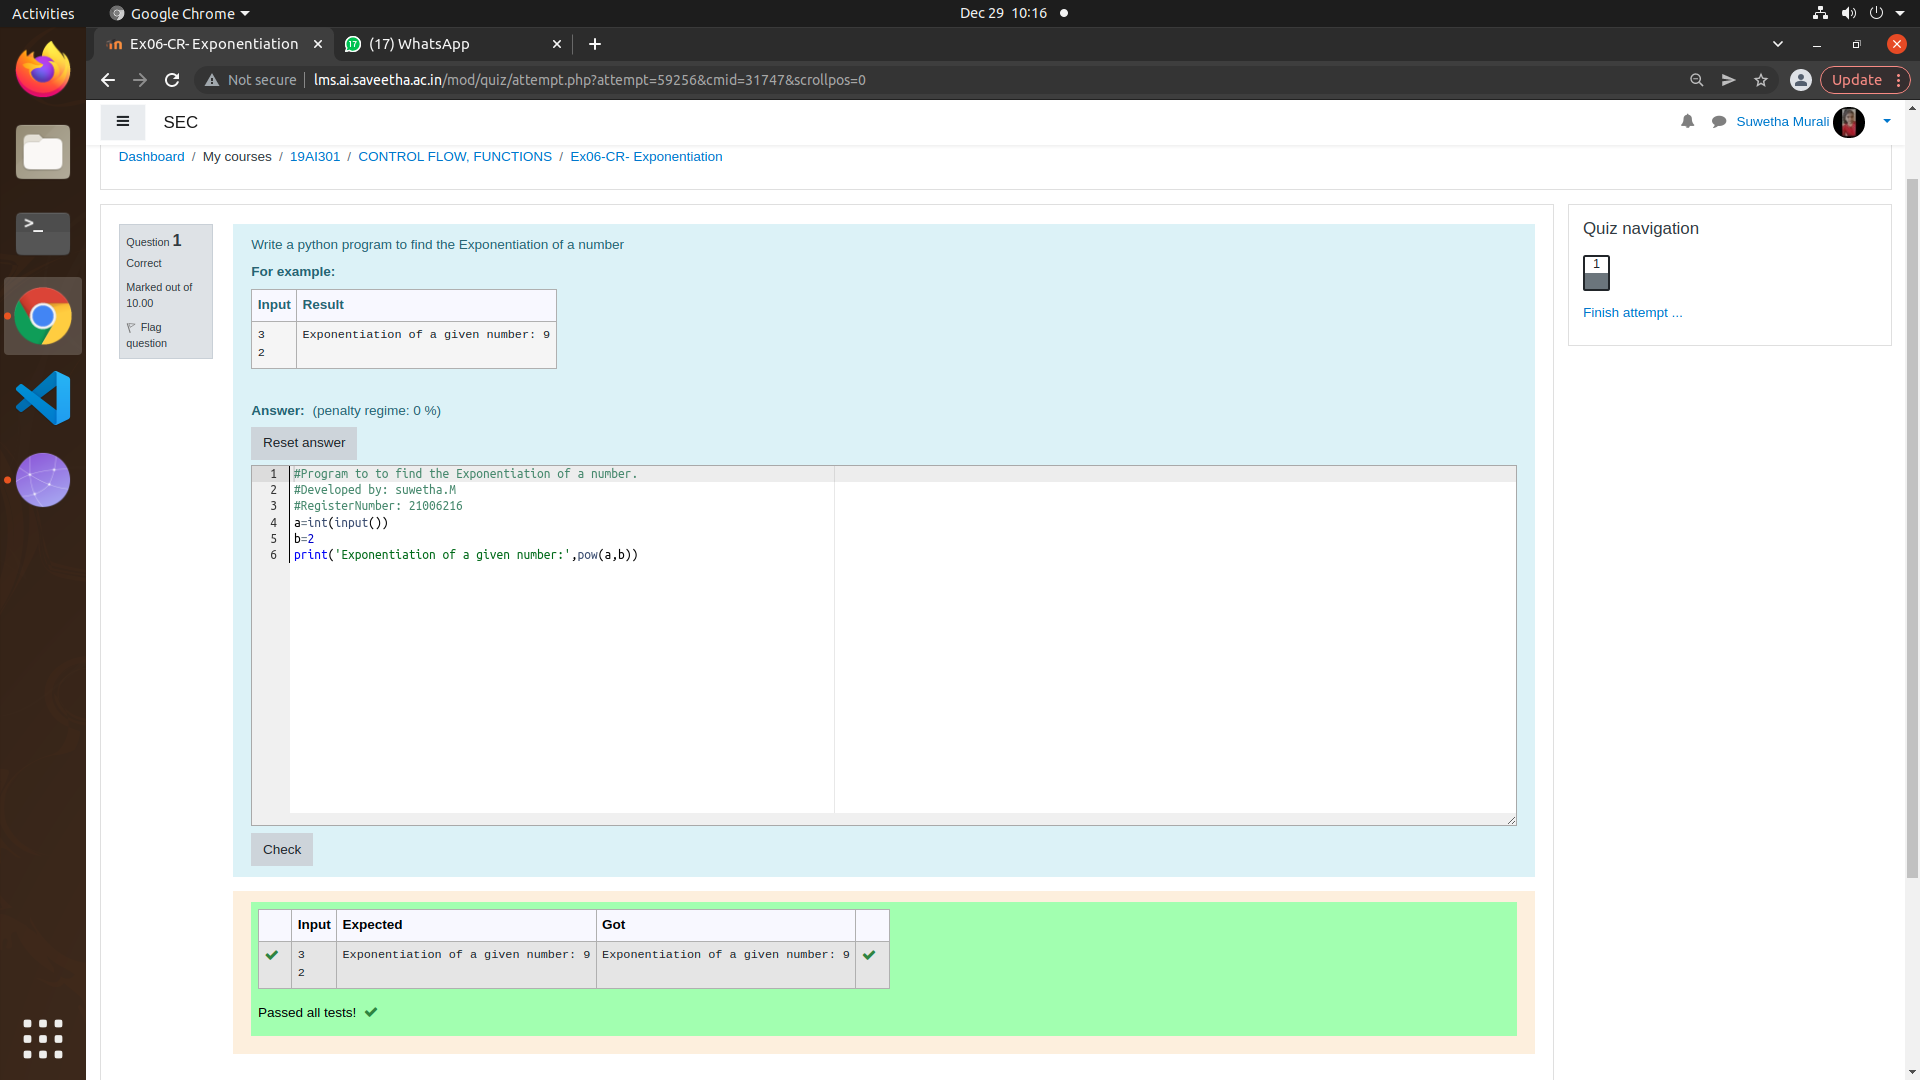 Activities Google Chrome Dec 29 10:16
Ex06-CR- Exponentiation (17) WhatsApp
Not secure lms.ai.saveetha.ac.in/mod/quiz/attempt.php?attempt=59256&cmid=31747&scrollpos=0 Update
SEC Suwetha Murali
Dashboard / My courses / 19AI301 / CONTROL FLOW, FUNCTIONS / Ex06-CR- Exponentiation
Question 1
Correct
Marked out of
10.00
Flag
question
Write a python program to find the Exponentiation of a number
For example:
Input Result
3 Exponentiation of a given number: 9
2
Answer: (penalty regime: 0 %)
Reset answer
1 #Program to to find the Exponentiation of a number.
2 #Developed by: suwetha.M
3 #RegisterNumber: 21006216
4 a=int(input())
5 b=2
6 print('Exponentiation of a given number:',pow(a,b))
Check
Input Expected Got
3 Exponentiation of a given number: 9 Exponentiation of a given number: 9
2
Passed all tests!
Quiz navigation
1
Finish attempt ...